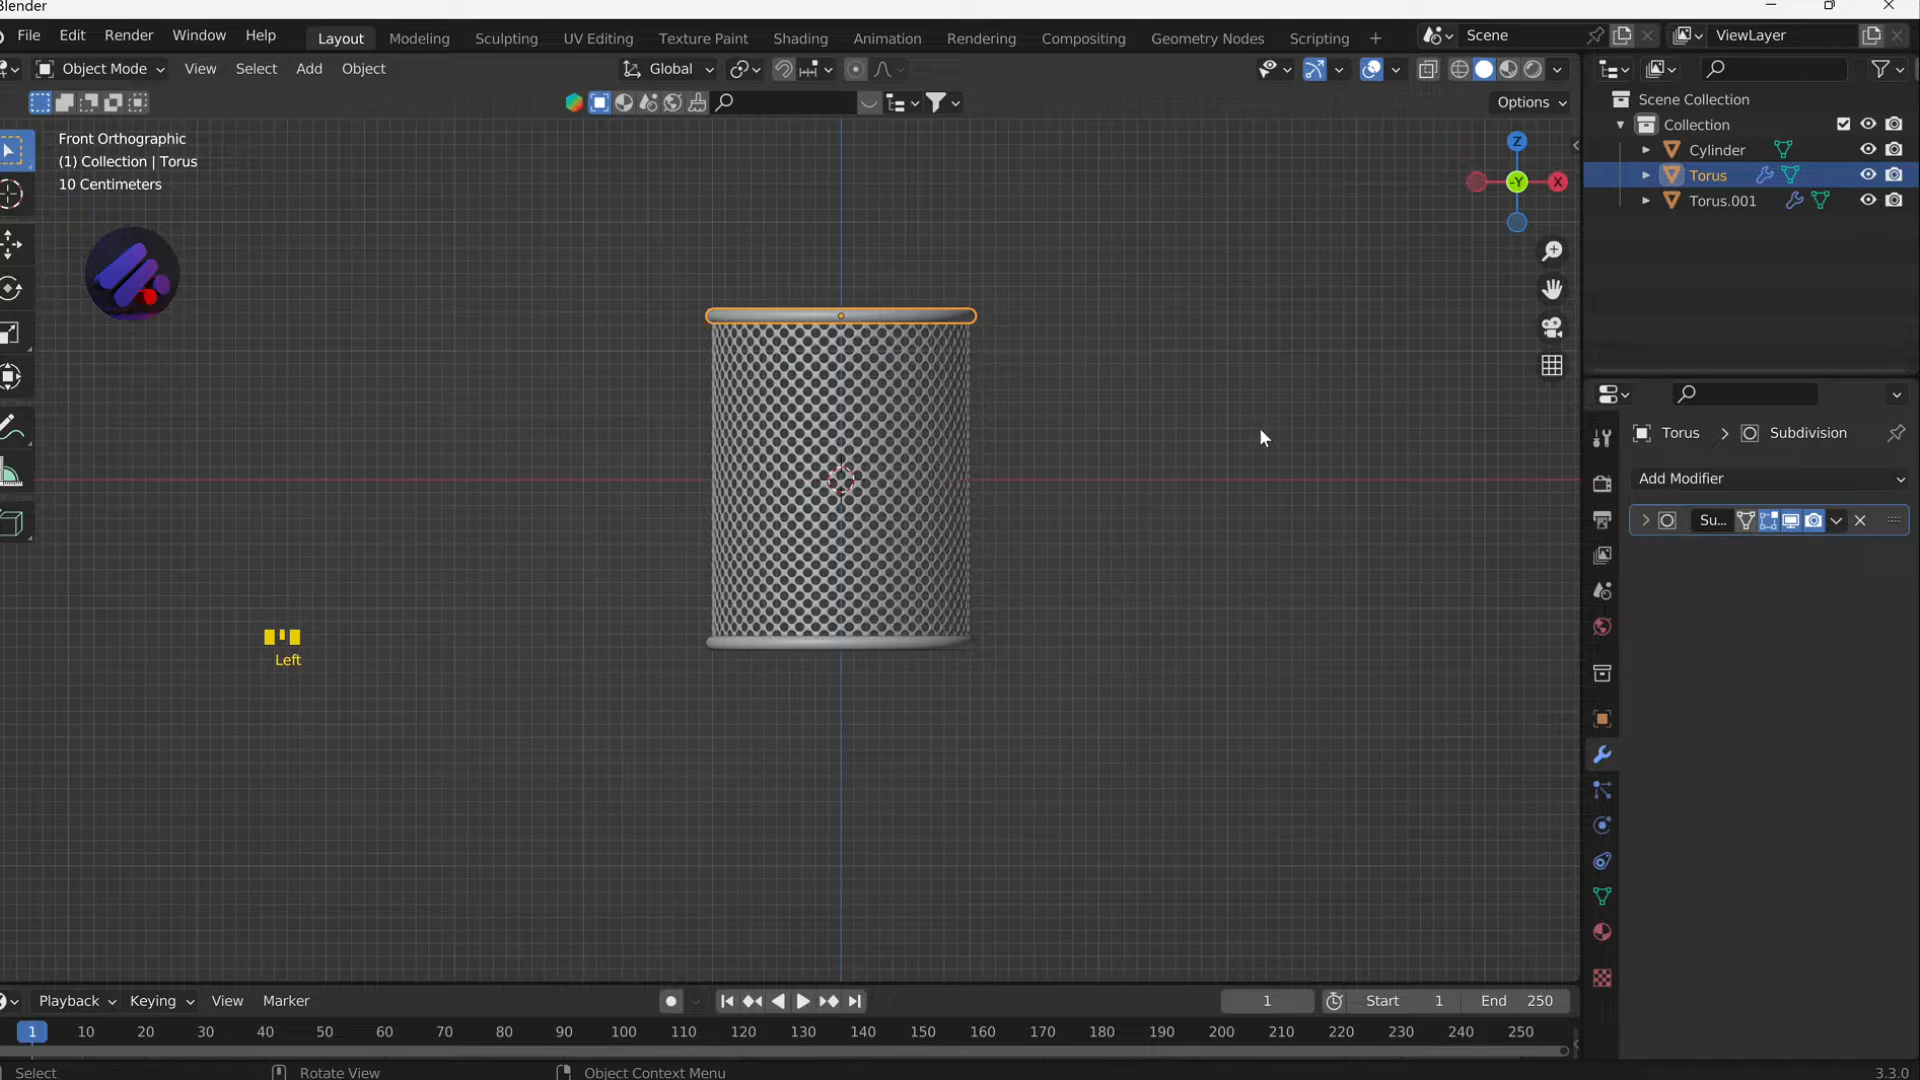 Blender
File Edit Render Window Help Layout Modeling Sculpting UV Editing Texture Paint Shading Animation Rendering Compositing Geometry Nodes Scripting + Scene ViewLayer
Object Mode View Select Add Object Global
Options
Front Orthographic
(1) Collection | Torus
10 Centimeters
Z
-Y X
Scene Collection
Collection
Cylinder
Torus
Torus.001
Torus > Subdivision
Add Modifier
Su...
Left
Playback Keying View Marker 1 Start 1 End 250
1 10 20 30 40 50 60 70 80 90 100 110 120 130 140 150 160 170 180 190 200 210 220 230 240 250
Select Rotate View Object Context Menu 3.3.0